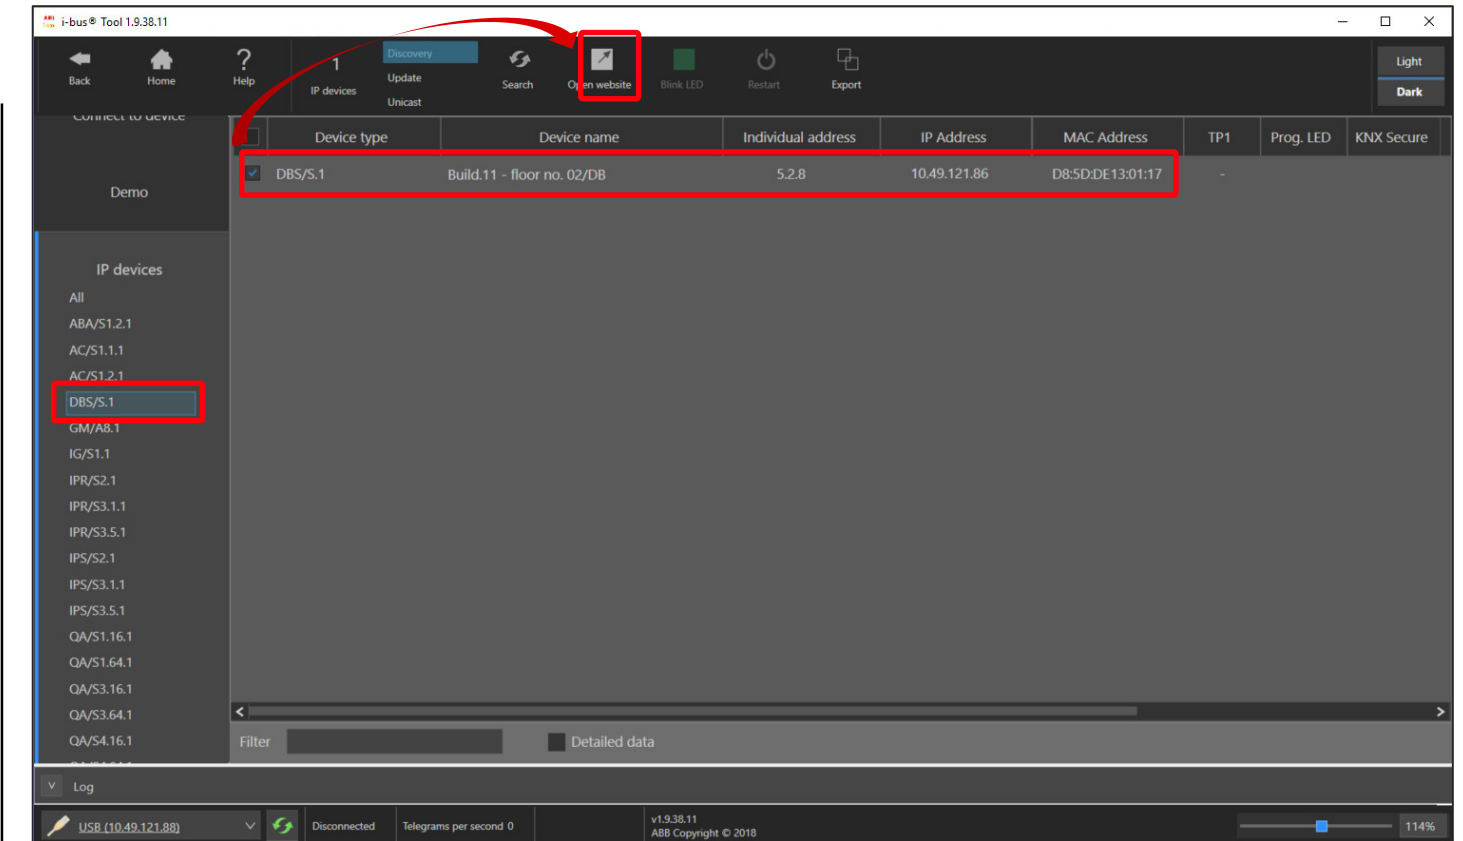 i-bus® Tool 1.9.38.11
Back
Home
Help
1
IP devices
Discovery
Update
Unicast
Search
Open website
Blink LED
Restart
Export
Light
Dark
Connect to device
Demo
IP devices
All
ABA/S1.2.1
AC/S1.1.1
AC/S1.2.1
DBS/S.1
GM/A8.1
IG/S1.1
IPR/S2.1
IPR/S3.1.1
IPR/S3.5.1
IPS/S2.1
IPS/S3.1.1
IPS/S3.5.1
QA/S1.16.1
QA/S1.64.1
QA/S3.16.1
QA/S3.64.1
QA/S4.16.1
Device type Device name Individual address IP Address MAC Address TP1 Prog. LED KNX Secure
DBS/S.1 Build.11 - floor no. 02/DB 5.2.8 10.49.121.86 D8:5D:DE13:01:17 -
Filter
Detailed data
Log
USB (10.49.121.88)
Disconnected
Telegrams per second 0
v1.9.38.11
ABB Copyright © 2018
114%